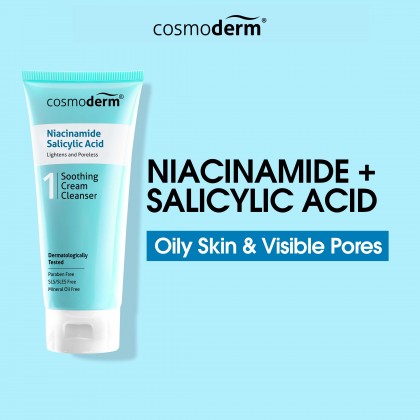 cosmoderm®
cosmoderm®
Niacinamide
Salicylic Acid
Lightens and Poreless
1
Soothing
Cream
Cleanser
Dermatologically
Tested
Paraben Free
SLS/SLES Free
Mineral Oil Free
NIACINAMIDE +
SALICYLIC ACID
Oily Skin & Visible Pores